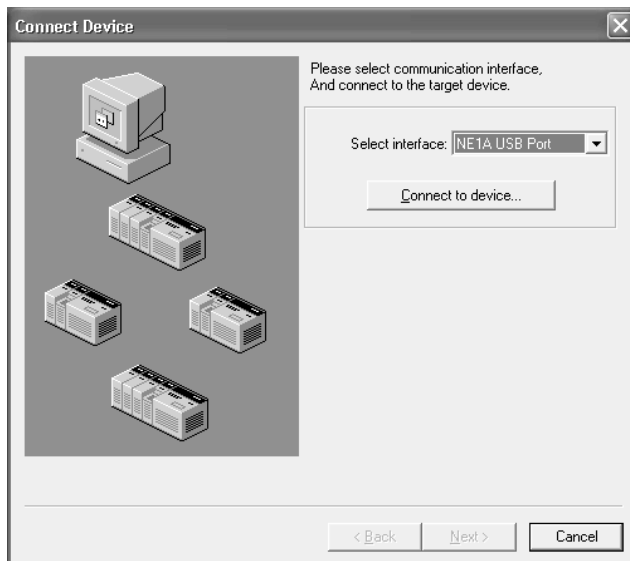 Connect Device
Please select communication interface,
And connect to the target device.
Select interface: NE1A USB Port
Connect to device...
< Back Next > Cancel